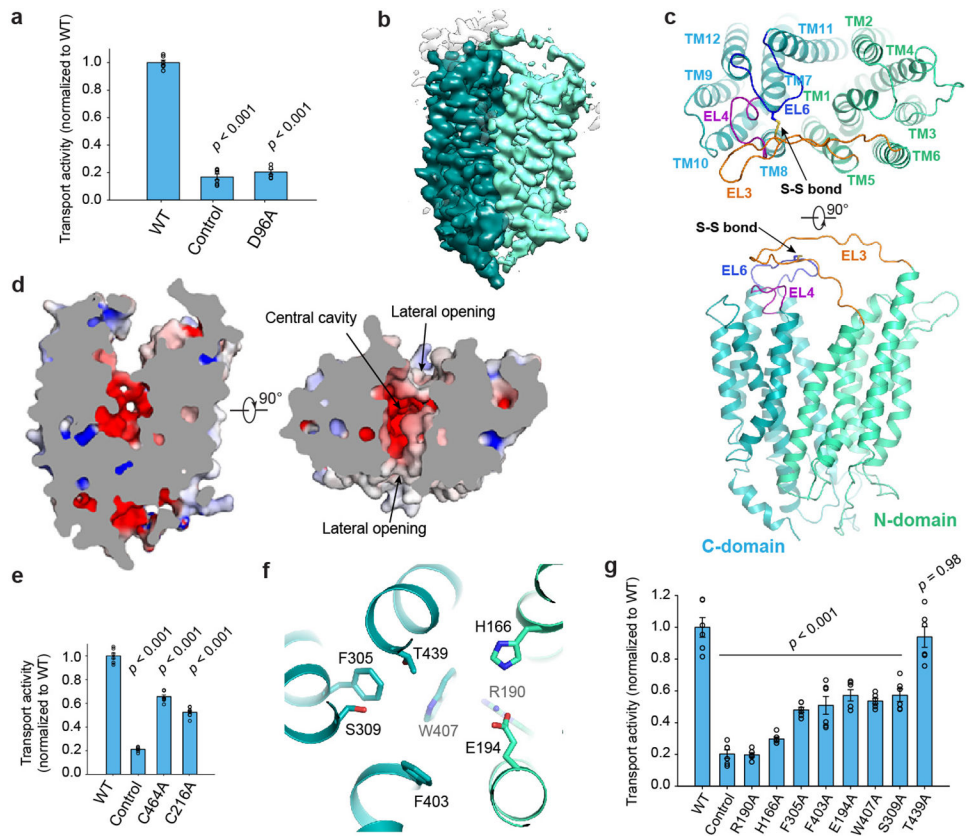 a
Transport activity (normalized to WT)
1.0
0.8
0.6
0.4
0.2
0.0
p < 0.001
p < 0.001
WT
Control
D96A
b
c
TM12
TM11
TM2
TM4
TM9
TM7
TM1
EL4
EL6
TM3
TM10
TM8
TM6
TM5
EL3
S-S bond
90°
S-S bond
EL3
EL6
EL4
N-domain
C-domain
d
Central cavity
Lateral opening
90°
Lateral opening
e
Transport activity
(normalized to WT)
1.0
0.8
0.6
0.4
0.2
0.0
p < 0.001
p < 0.001
p < 0.001
WT
Control
C464A
C216A
f
H166
T439
F305
R190
S309
W407
E194
F403
g
Transport activity (normalized to WT)
1.0
0.8
0.6
0.4
0.2
0.0
p < 0.001
p = 0.98
WT
Control
R190A
H166A
F305A
F403A
E194A
W407A
S309A
T439A